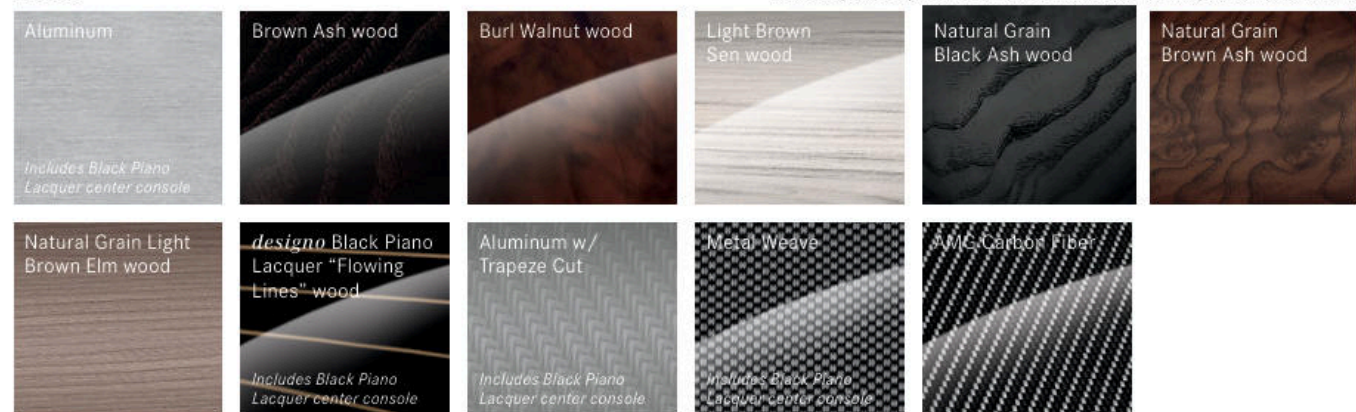 Aluminum
Includes Black Piano
Lacquer center console
Brown Ash wood
Burl Walnut wood
Light Brown
Sen wood
Natural Grain
Black Ash wood
Natural Grain
Brown Ash wood
Natural Grain Light
Brown Elm wood
designo Black Piano
Lacquer “Flowing
Lines” wood
Includes Black Piano
Lacquer center console
Aluminum w/
Trapeze Cut
Includes Black Piano
Lacquer center console
Metal Weave
Includes Black Piano
Lacquer center console
AMG Carbon Fiber